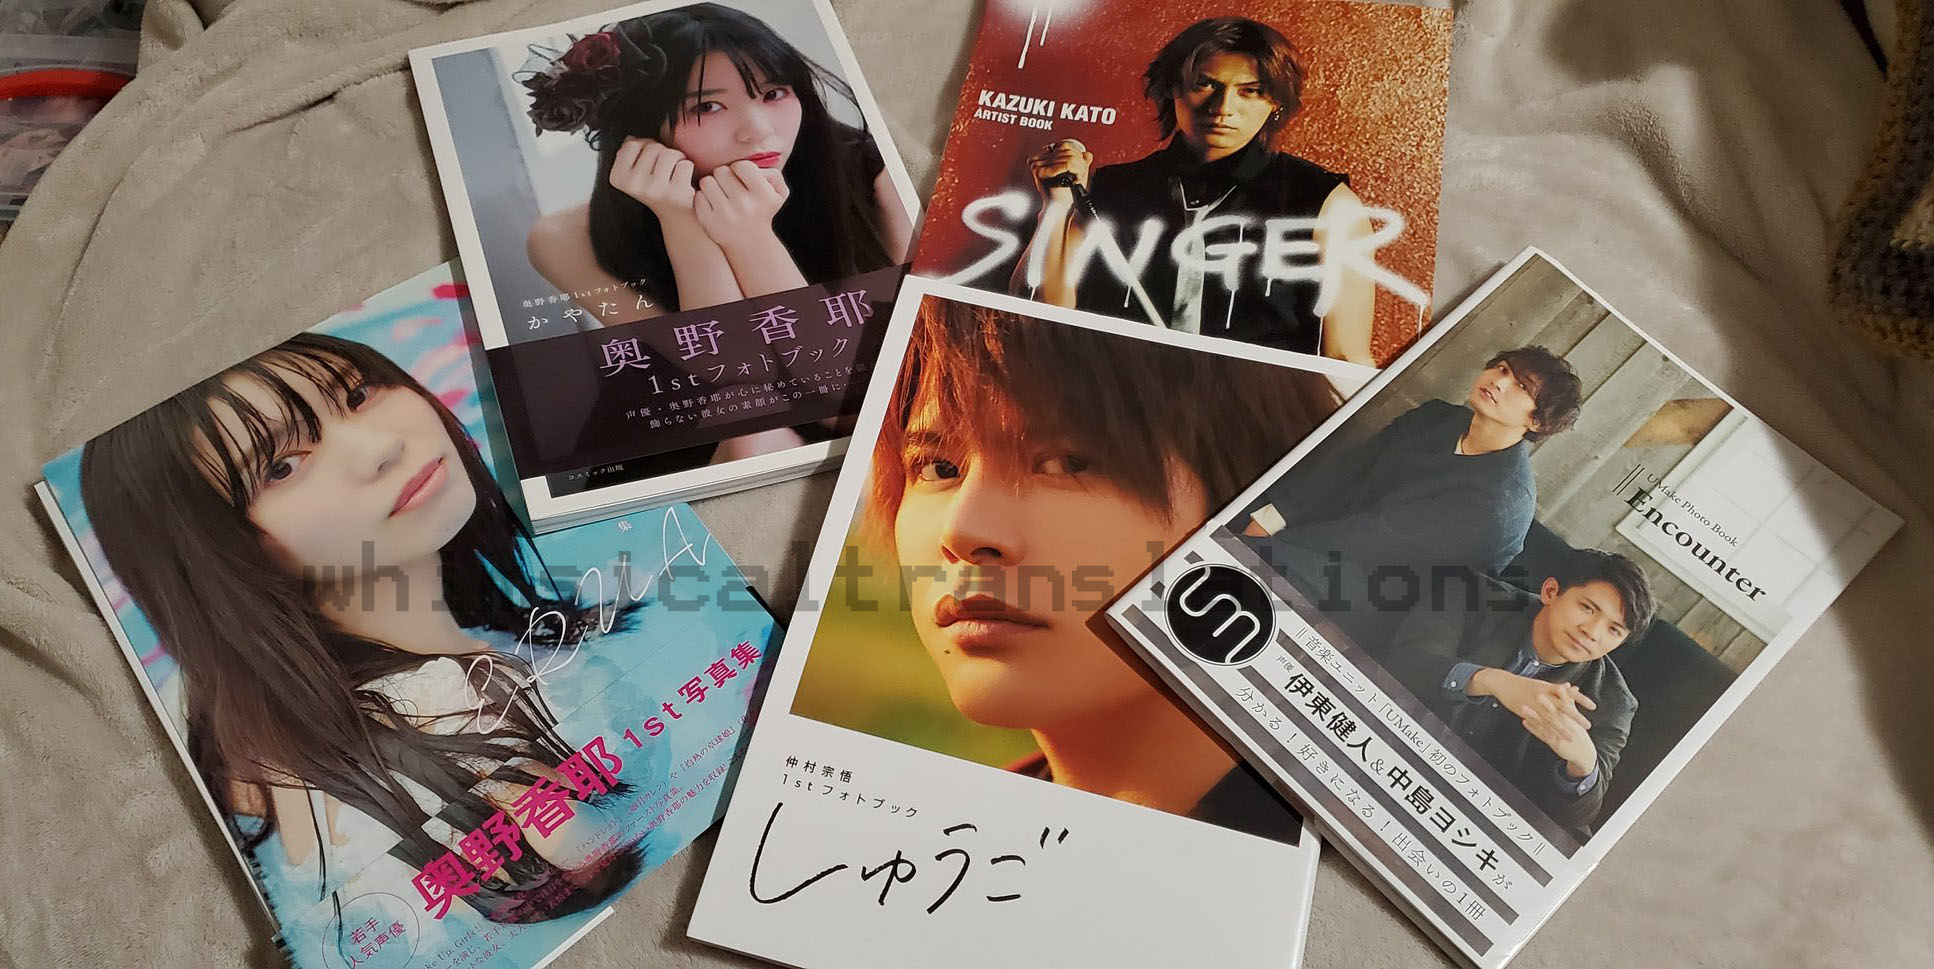 奥野香耶1stフォトブック
かやたん
奥野香耶
1stフォトブック
声優・奥野香耶が心に秘めていることを
飾らない彼女の素顔がこの一冊に
コスミック出版
KAZUKI KATO
ARTIST BOOK
SINGER
集
奥野香耶 1st写真集
若手
人気声優
仲村宗悟
1stフォトブック
しゅうご
UMake Photo Book
Encounter
UM
音楽ユニット「UMake」初のフォトブック
声優
伊東健人&中島ヨシキが
分かる!好きになる!出会いの1冊
whimsicaltranslations